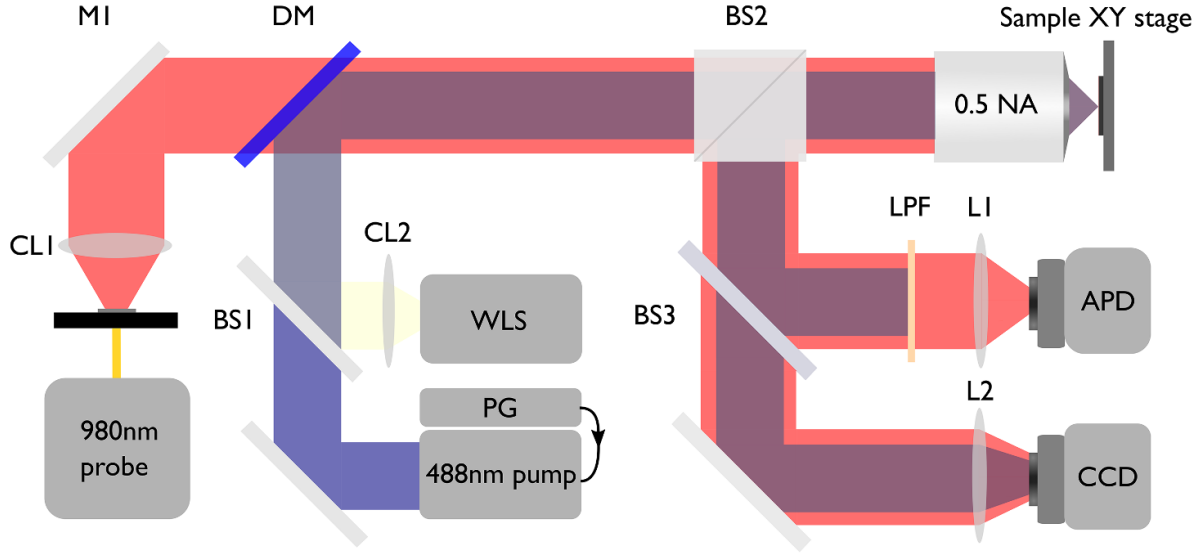 M1
DM
BS2
Sample XY stage
0.5 NA
LPF
L1
CL1
CL2
BS1
WLS
BS3
APD
PG
L2
980nm
probe
488nm pump
CCD